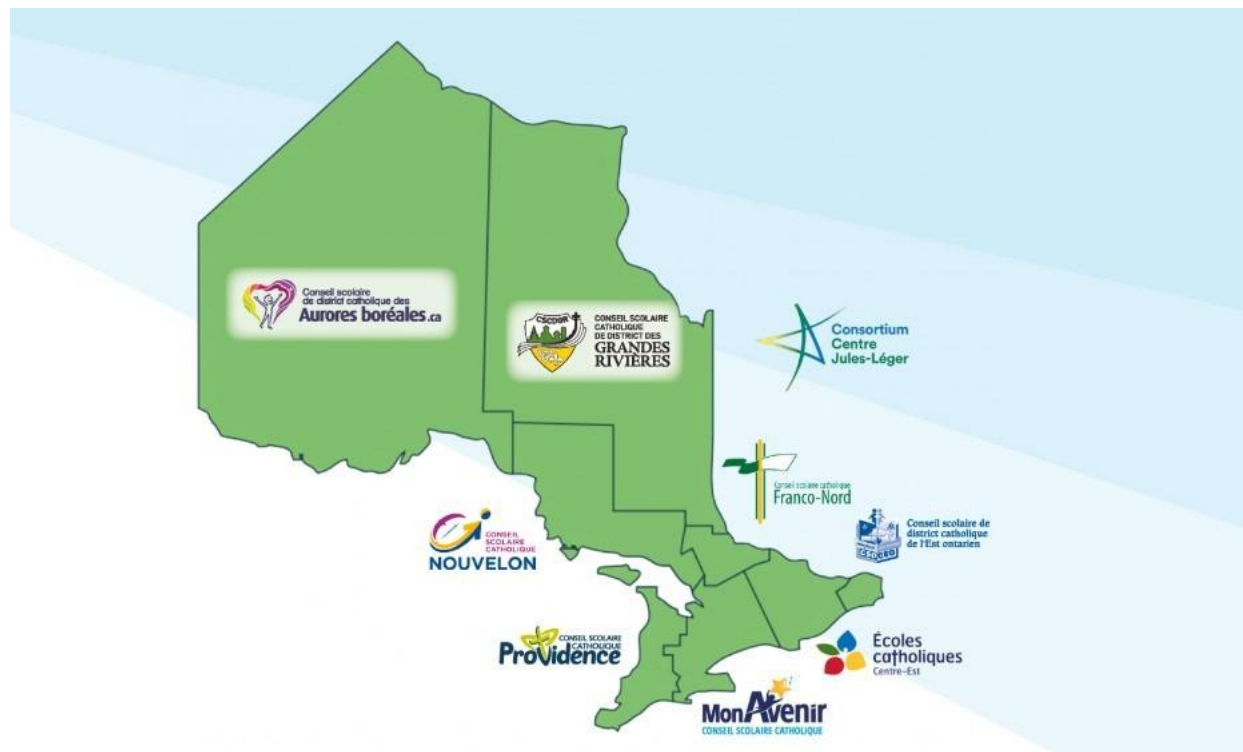 Conseil scolaire
de district catholique des
Aurores boréales.ca
CSCDGR
CONSEIL SCOLAIRE
CATHOLIQUE
DE DISTRICT DES
GRANDES
RIVIÈRES
Consortium
Centre
Jules-Léger
Conseil scolaire catholique
Franco-Nord
CONSEIL
SCOLAIRE
CATHOLIQUE
NOUVELON
CSDCEO
Conseil scolaire de
district catholique
de l'Est ontarien
CONSEIL SCOLAIRE
CATHOLIQUE
Providence
Écoles
catholiques
Centre-Est
MonAvenir
CONSEIL SCOLAIRE CATHOLIQUE